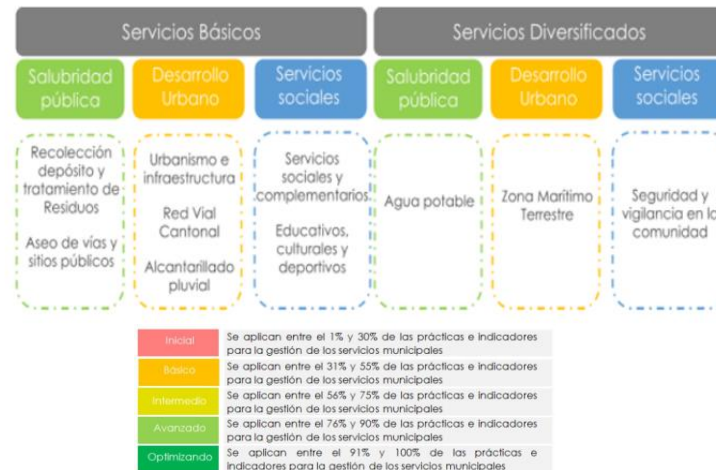 Servicios Básicos
Servicios Diversificados
Salubridad
pública
Desarrollo
Urbano
Servicios
sociales
Salubridad
pública
Desarrollo
Urbano
Servicios
sociales
Recolección
depósito y
tratamiento de
Residuos
Aseo de vías y
sitios públicos
Urbanismo e
infraestructura
Red Vial
Cantonal
Alcantarillado
pluvial
Servicios
sociales y
complementarios
Educativos,
culturales y
deportivos
Agua potable
Zona Marítimo
Terrestre
Seguridad y
vigilancia en la
comunidad
Inicial
Se aplican entre el 1% y 30% de las prácticas e indicadores
para la gestión de los servicios municipales
Básico
Se aplican entre el 31% y 55% de las prácticas e indicadores
para la gestión de los servicios municipales
Intermedio
Se aplican entre el 56% y 75% de las prácticas e indicadores
para la gestión de los servicios municipales
Avanzado
Se aplican entre el 76% y 90% de las prácticas e indicadores
para la gestión de los servicios municipales
Optimizando
Se aplican entre el 91% y 100% de las prácticas e
indicadores para la gestión de los servicios municipales